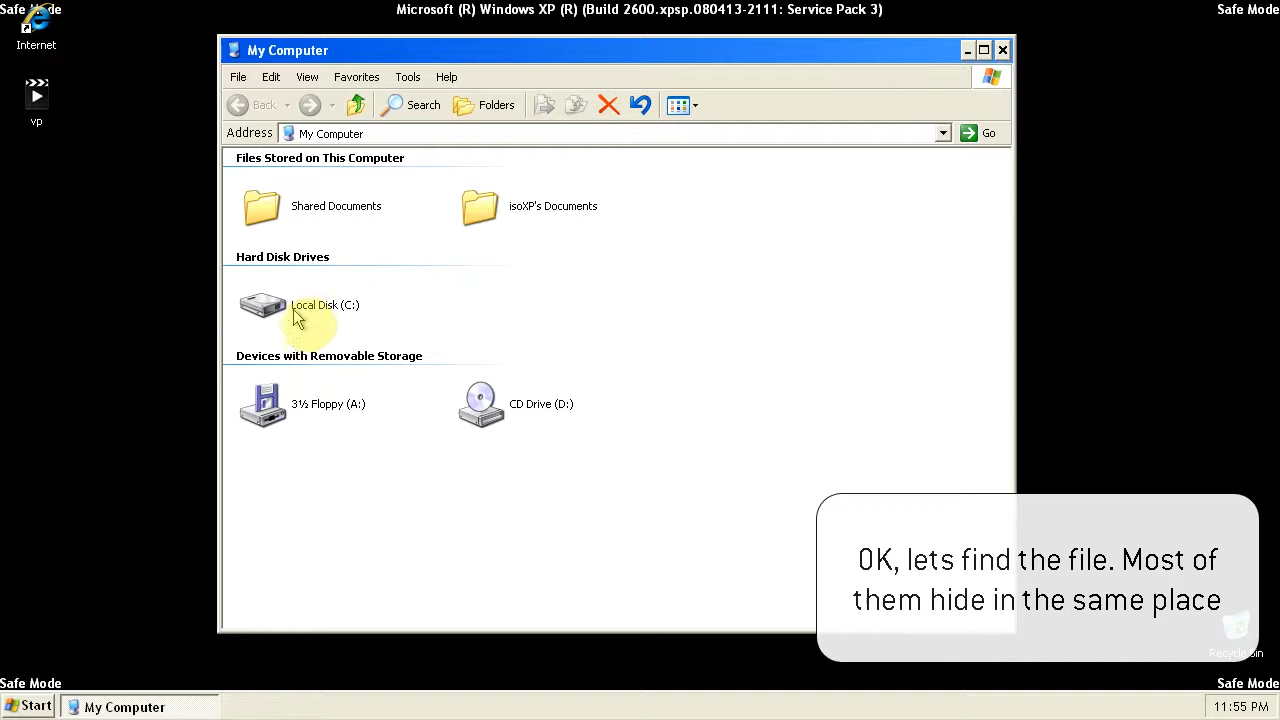 Safe Mode
Microsoft (R) Windows XP (R) (Build 2600.xpsp.080413-2111: Service Pack 3)
Safe Mode
Internet
vp
My Computer
File Edit View Favorites Tools Help
Back Search Folders
Address My Computer Go
Files Stored on This Computer
Shared Documents isoXP's Documents
Hard Disk Drives
Local Disk (C:)
Devices with Removable Storage
3½ Floppy (A:) CD Drive (D:)
OK, lets find the file. Most of
them hide in the same place
Recycle Bin
Safe Mode
Safe Mode
Start My Computer 11:55 PM